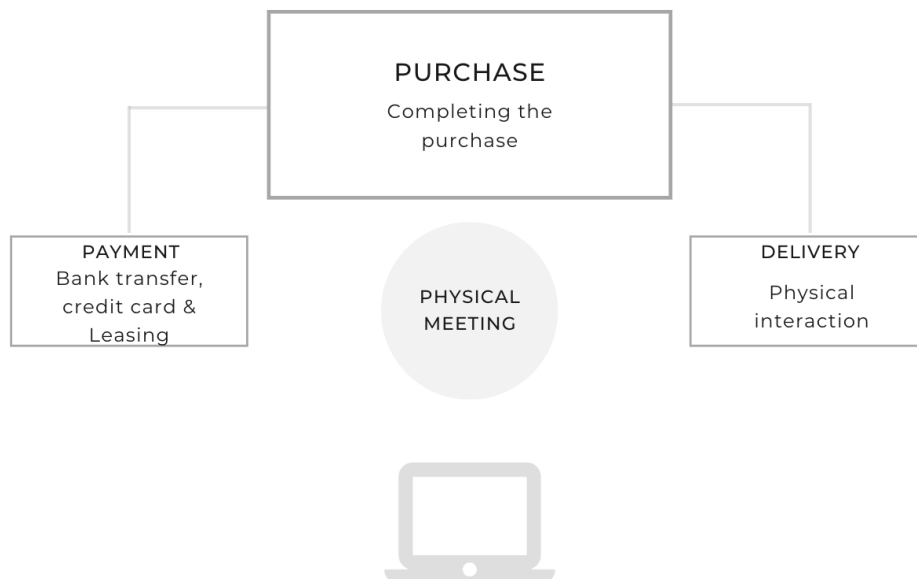 PURCHASE
Completing the
purchase
PAYMENT
Bank transfer,
credit card &
Leasing
PHYSICAL
MEETING
DELIVERY
Physical
interaction